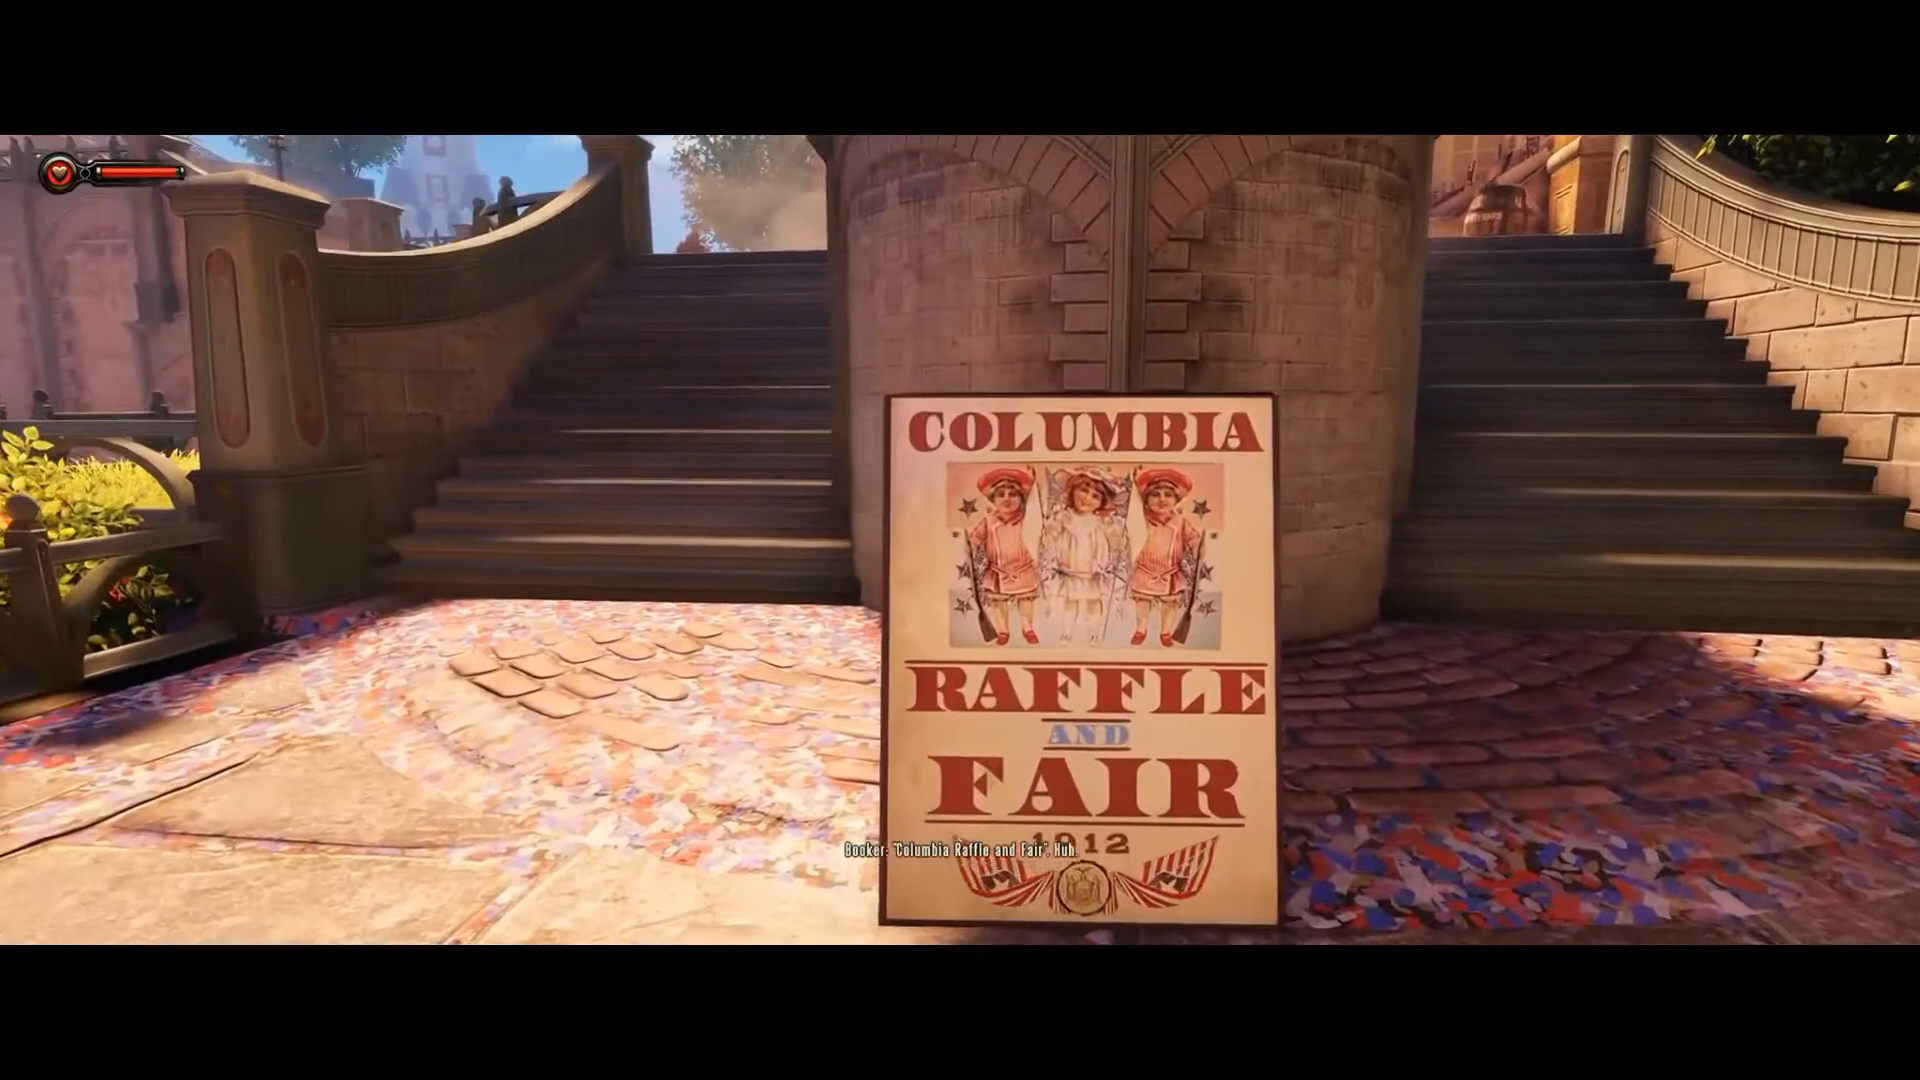 COLUMBIA
RAFFLE
AND
FAIR
1912
Booker: "Columbia Raffle and Fair". Huh.